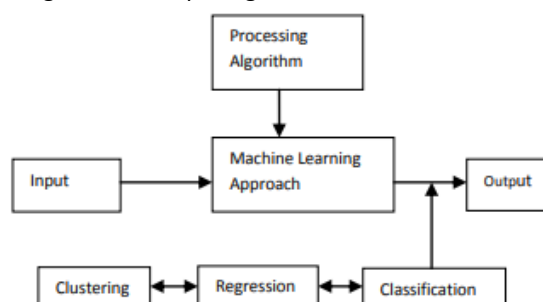 Processing
Algorithm
Machine Learning
Approach
Input
Output
Clustering
Regression
Classification